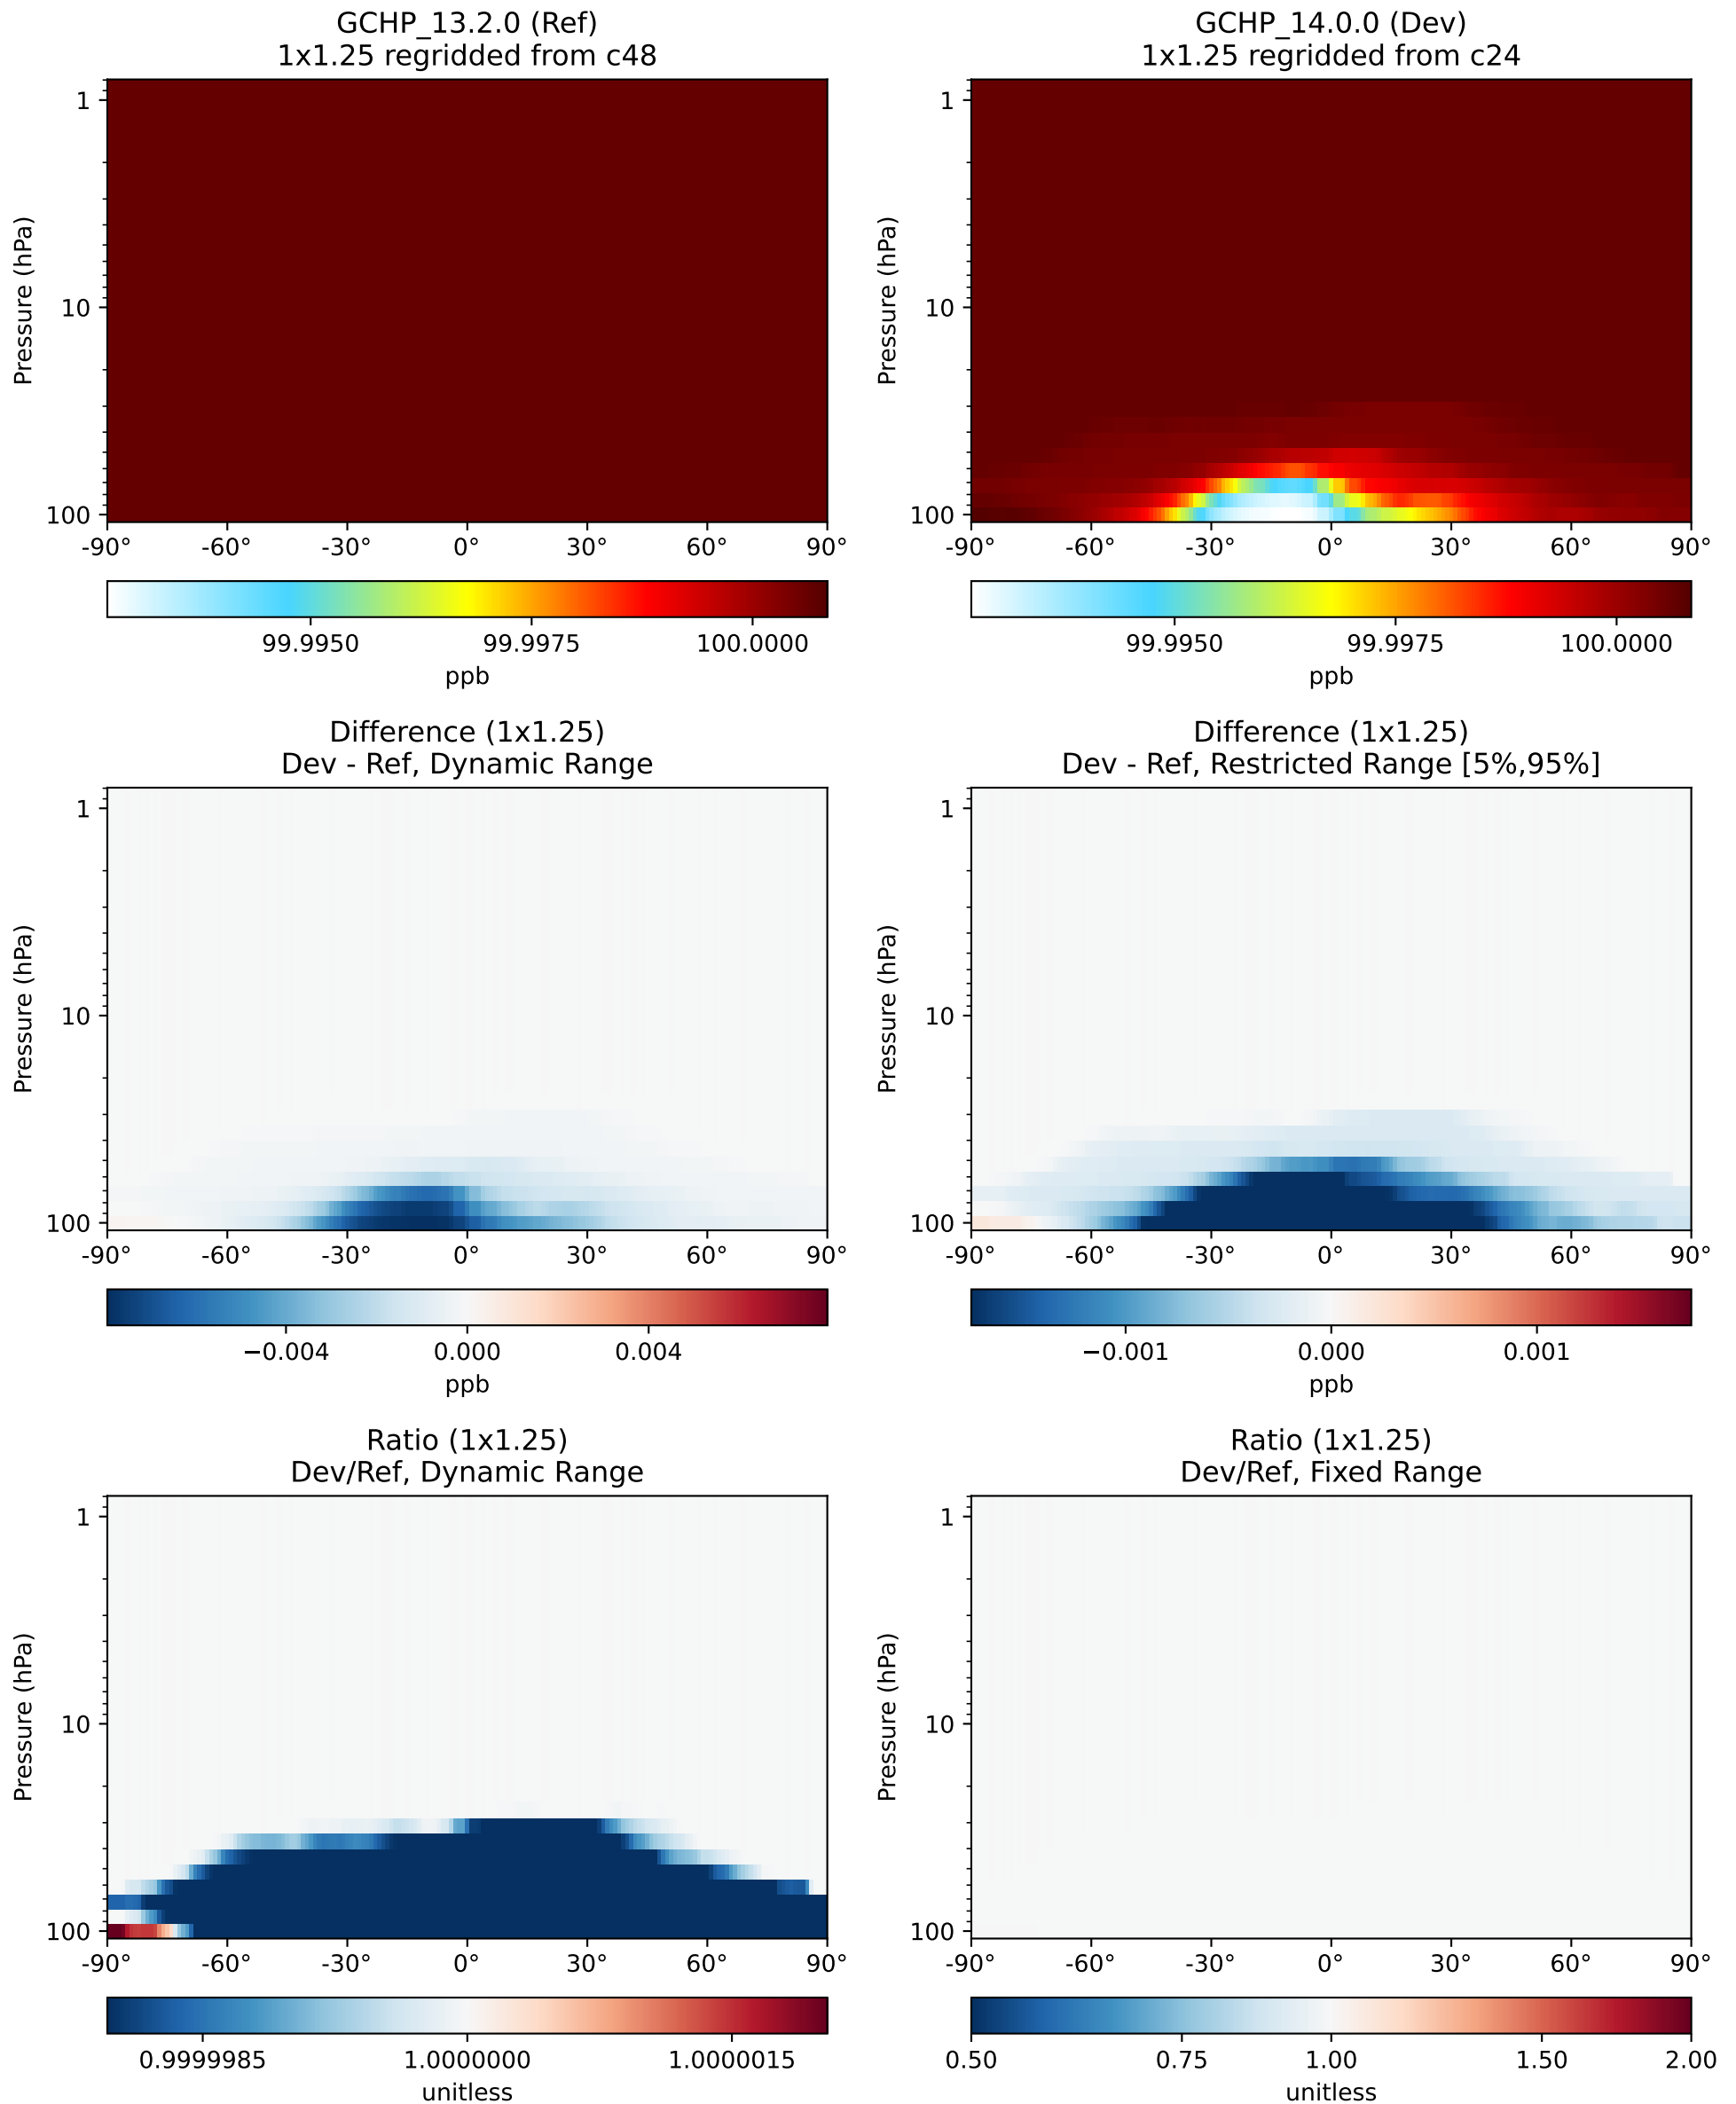 GCHP_13.2.0 (Ref)
1x1.25 regridded from c48
Pressure (hPa)
1
10
100
-90° -60° -30° 0° 30° 60° 90°
99.9950 99.9975 100.0000
ppb
GCHP_14.0.0 (Dev)
1x1.25 regridded from c24
Pressure (hPa)
1
10
100
-90° -60° -30° 0° 30° 60° 90°
99.9950 99.9975 100.0000
ppb
Difference (1x1.25)
Dev - Ref, Dynamic Range
Pressure (hPa)
1
10
100
-90° -60° -30° 0° 30° 60° 90°
−0.004 0.000 0.004
ppb
Difference (1x1.25)
Dev - Ref, Restricted Range [5%,95%]
Pressure (hPa)
1
10
100
-90° -60° -30° 0° 30° 60° 90°
−0.001 0.000 0.001
ppb
Ratio (1x1.25)
Dev/Ref, Dynamic Range
Pressure (hPa)
1
10
100
-90° -60° -30° 0° 30° 60° 90°
0.9999985 1.0000000 1.0000015
unitless
Ratio (1x1.25)
Dev/Ref, Fixed Range
Pressure (hPa)
1
10
100
-90° -60° -30° 0° 30° 60° 90°
0.50 0.75 1.00 1.50 2.00
unitless